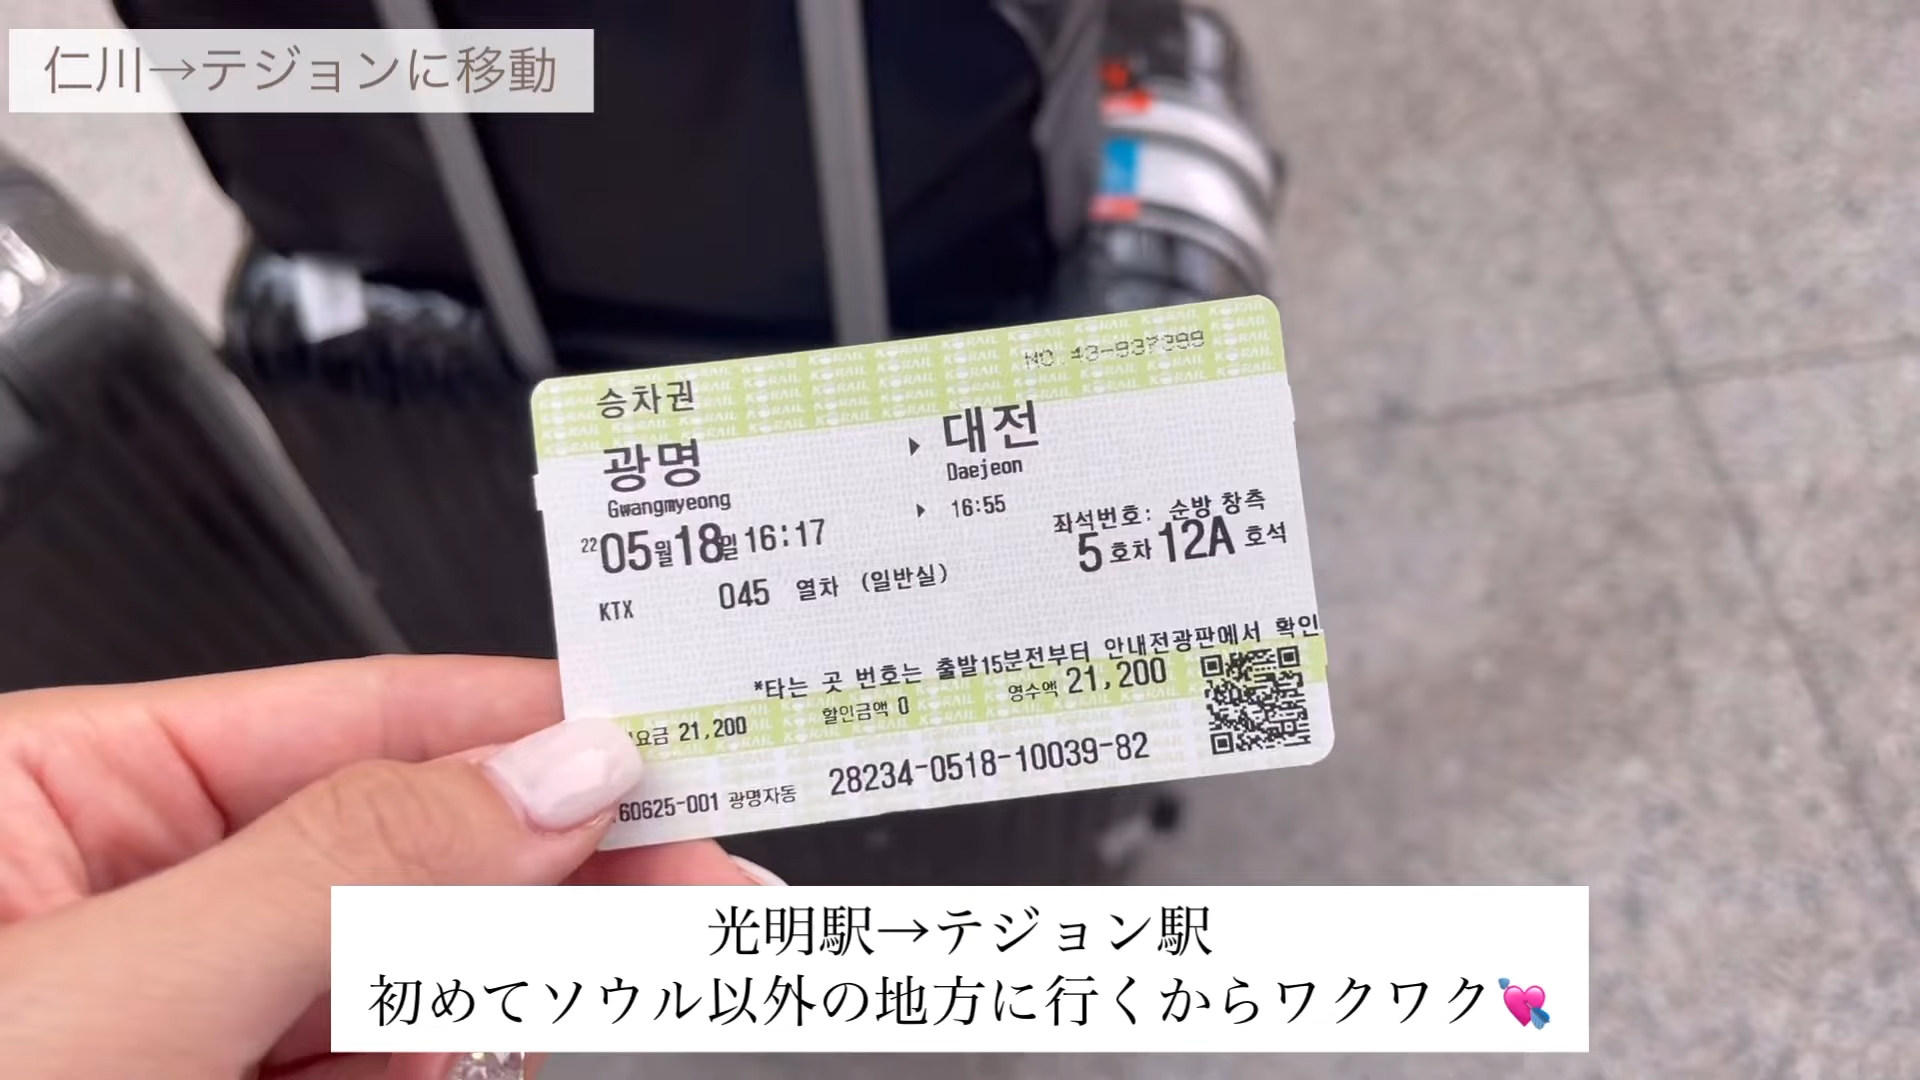 仁川→テジョンに移動
NO. 43-937399
승차권
광명 ▶ 대전
Gwangmyeong Daejeon
22 05월18일 16:17 ▶ 16:55
좌석번호: 순방 창측
5 호차 12A 호석
KTX 045 열차 (일반실)
*타는 곳 번호는 출발15분전부터 안내전광판에서 확인
요금 21,200 할인금액 0 영수액 21,200
60625-001 광명자동 28234-0518-10039-82
光明駅→テジョン駅
初めてソウル以外の地方に行くからワクワク💘